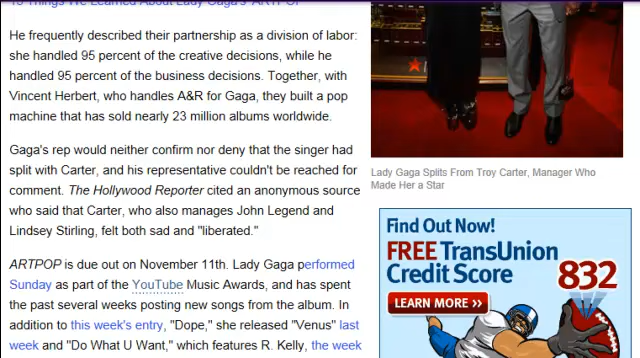 10 Things We Learned About Lady Gaga's 'ARTPOP'
He frequently described their partnership as a division of labor:
she handled 95 percent of the creative decisions, while he
handled 95 percent of the business decisions. Together, with
Vincent Herbert, who handles A&R for Gaga, they built a pop
machine that has sold nearly 23 million albums worldwide.
Gaga's rep would neither confirm nor deny that the singer had
split with Carter, and his representative couldn't be reached for
comment. The Hollywood Reporter cited an anonymous source
who said that Carter, who also manages John Legend and
Lindsey Stirling, felt both sad and "liberated."
ARTPOP is due out on November 11th. Lady Gaga performed
Sunday as part of the YouTube Music Awards, and has spent
the past several weeks posting new songs from the album. In
addition to this week's entry, "Dope," she released "Venus" last
week and "Do What U Want," which features R. Kelly, the week
Lady Gaga Splits From Troy Carter, Manager Who
Made Her a Star
Find Out Now!
FREE TransUnion
Credit Score
832
LEARN MORE >>